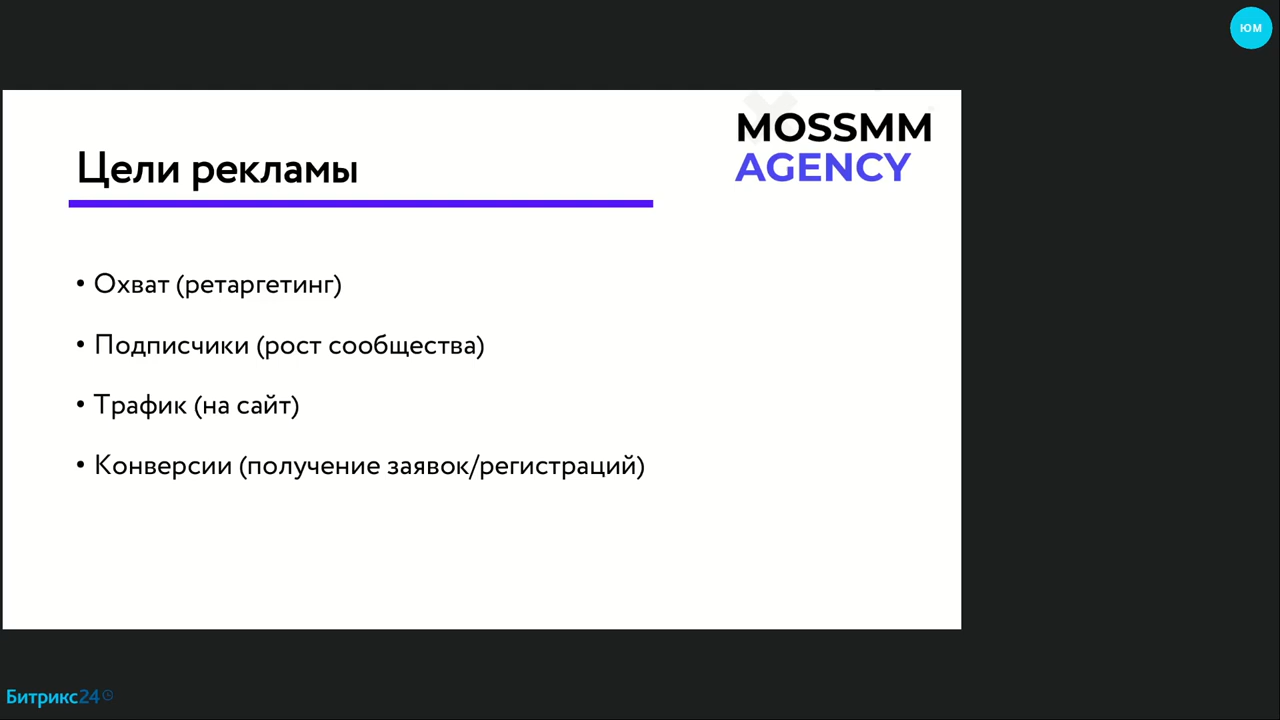 ЮМ
MOSSMM
AGENCY
Цели рекламы
• Охват (ретаргетинг)
• Подписчики (рост сообщества)
• Трафик (на сайт)
• Конверсии (получение заявок/регистраций)
Битрикс24